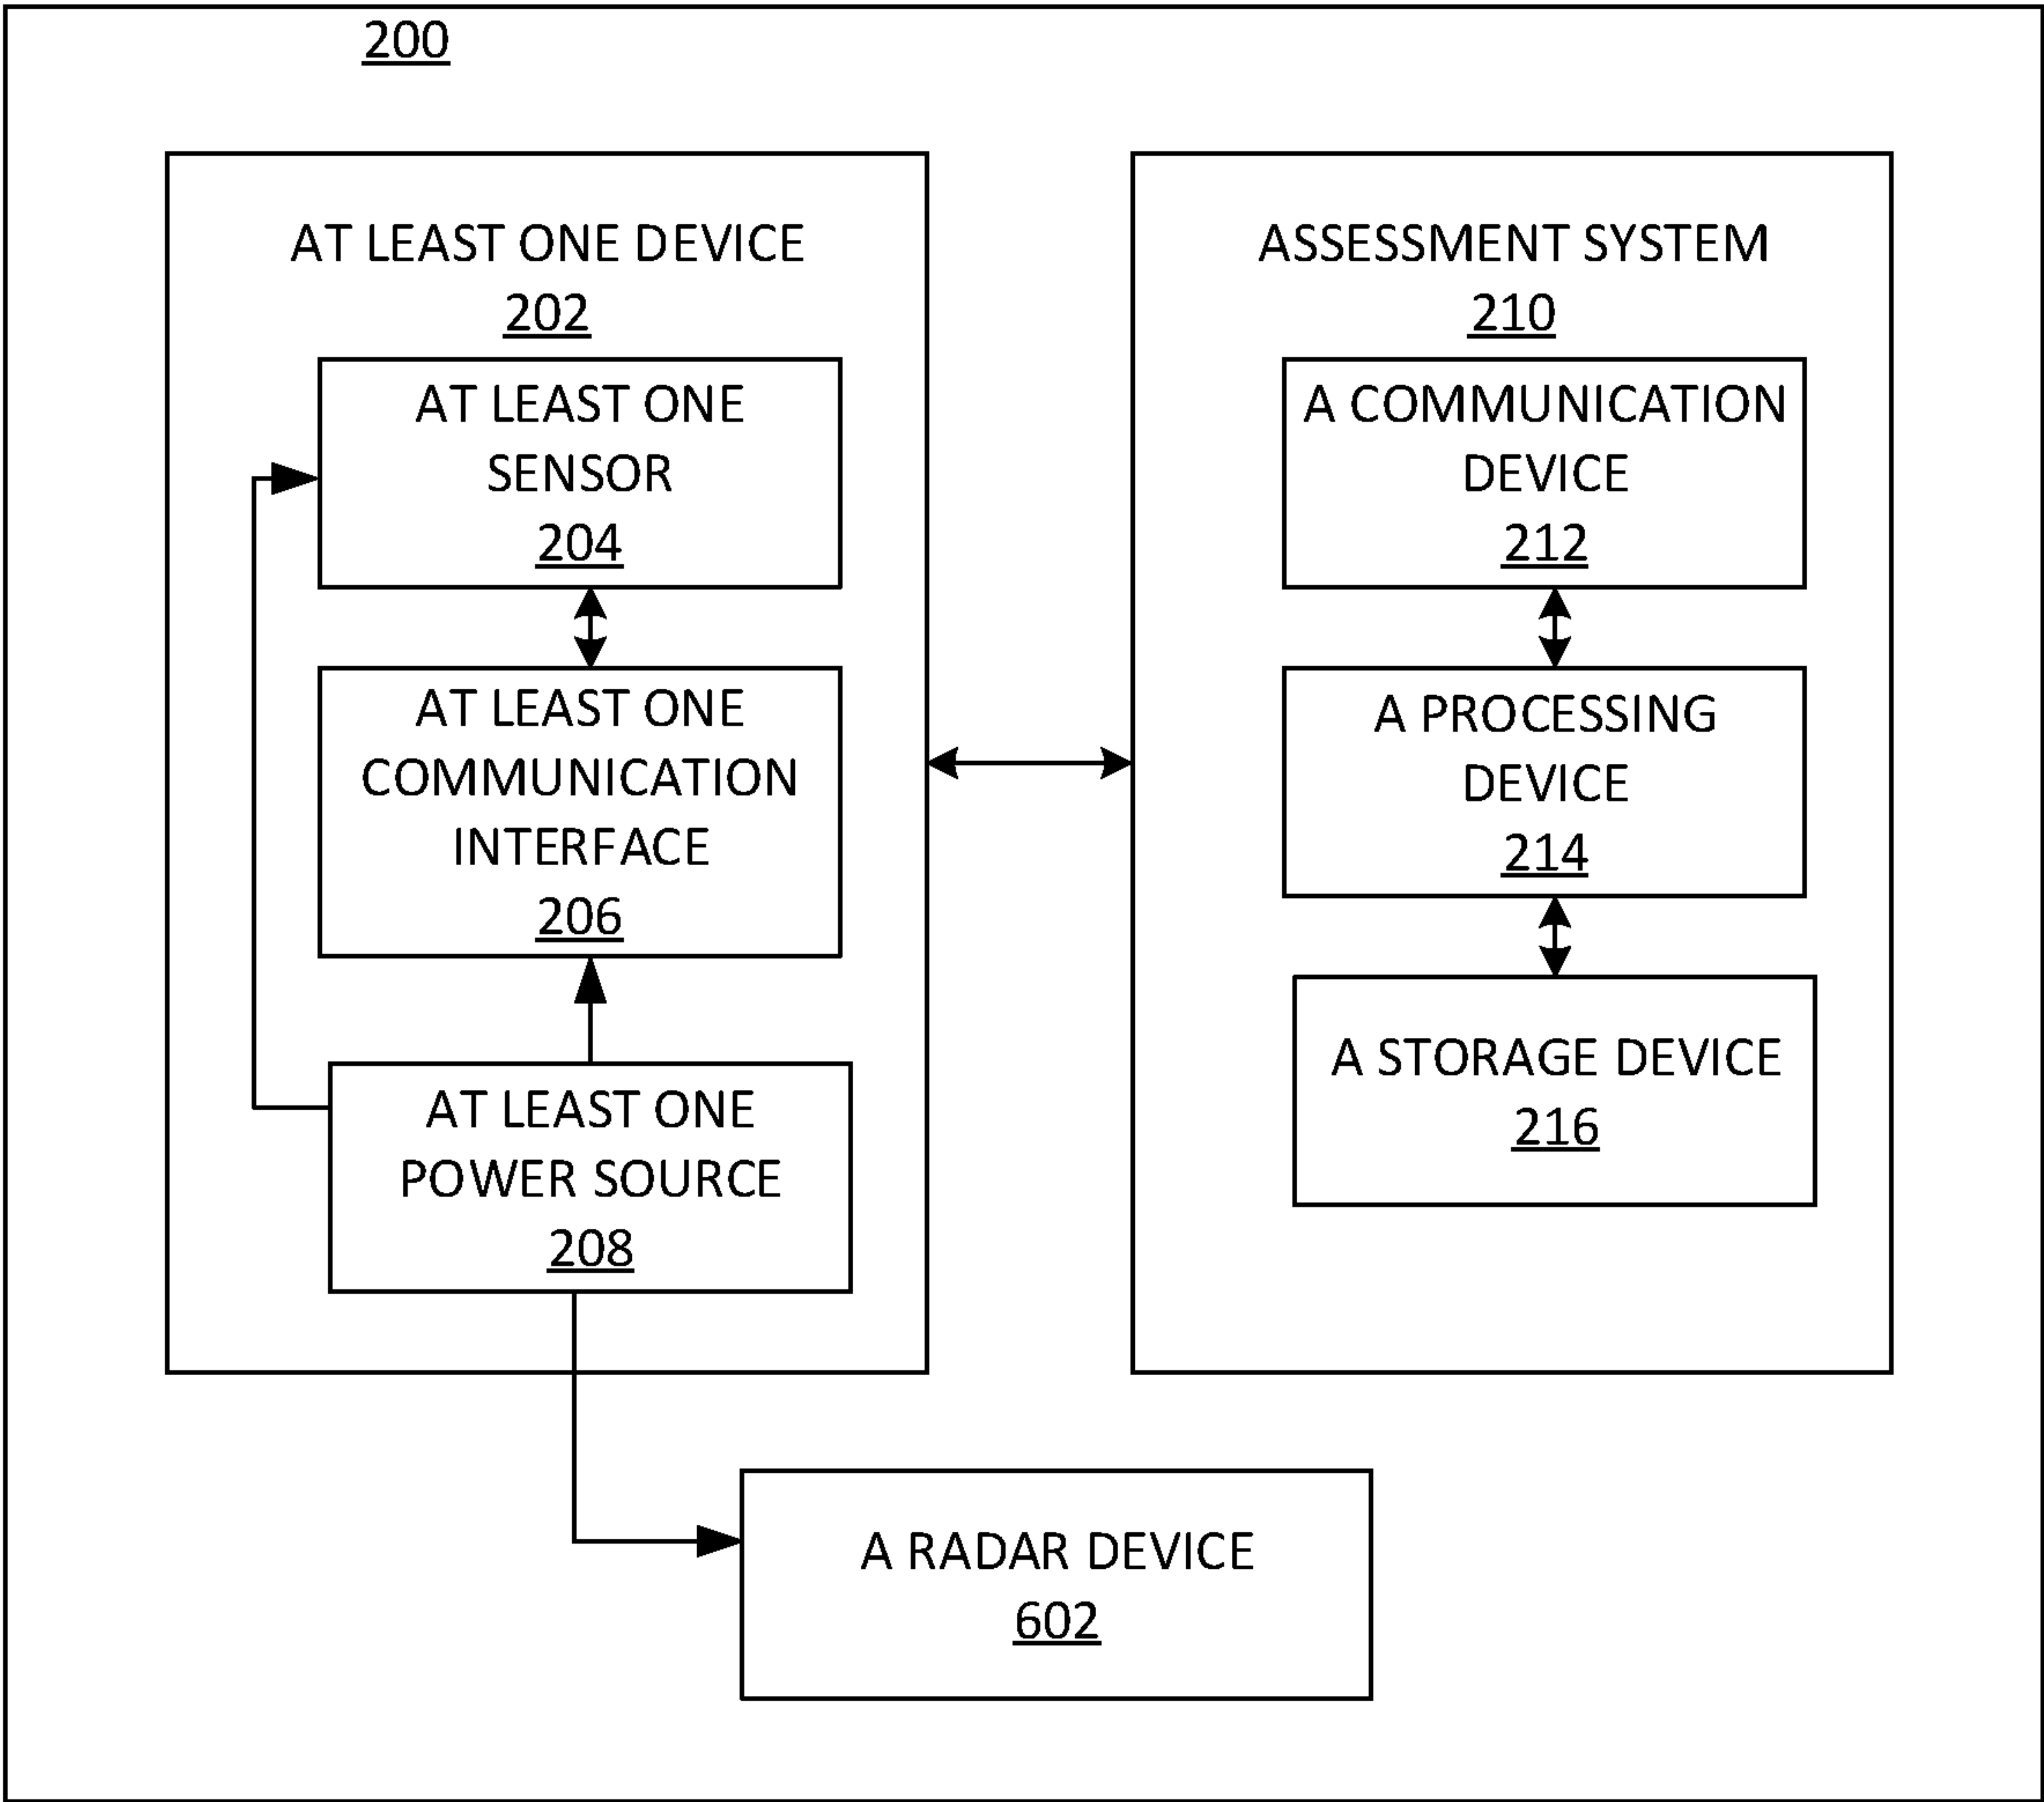 200
AT LEAST ONE DEVICE
202
AT LEAST ONE
SENSOR
204
AT LEAST ONE
COMMUNICATION
INTERFACE
206
AT LEAST ONE
POWER SOURCE
208
ASSESSMENT SYSTEM
210
A COMMUNICATION
DEVICE
212
A PROCESSING
DEVICE
214
A STORAGE DEVICE
216
A RADAR DEVICE
602